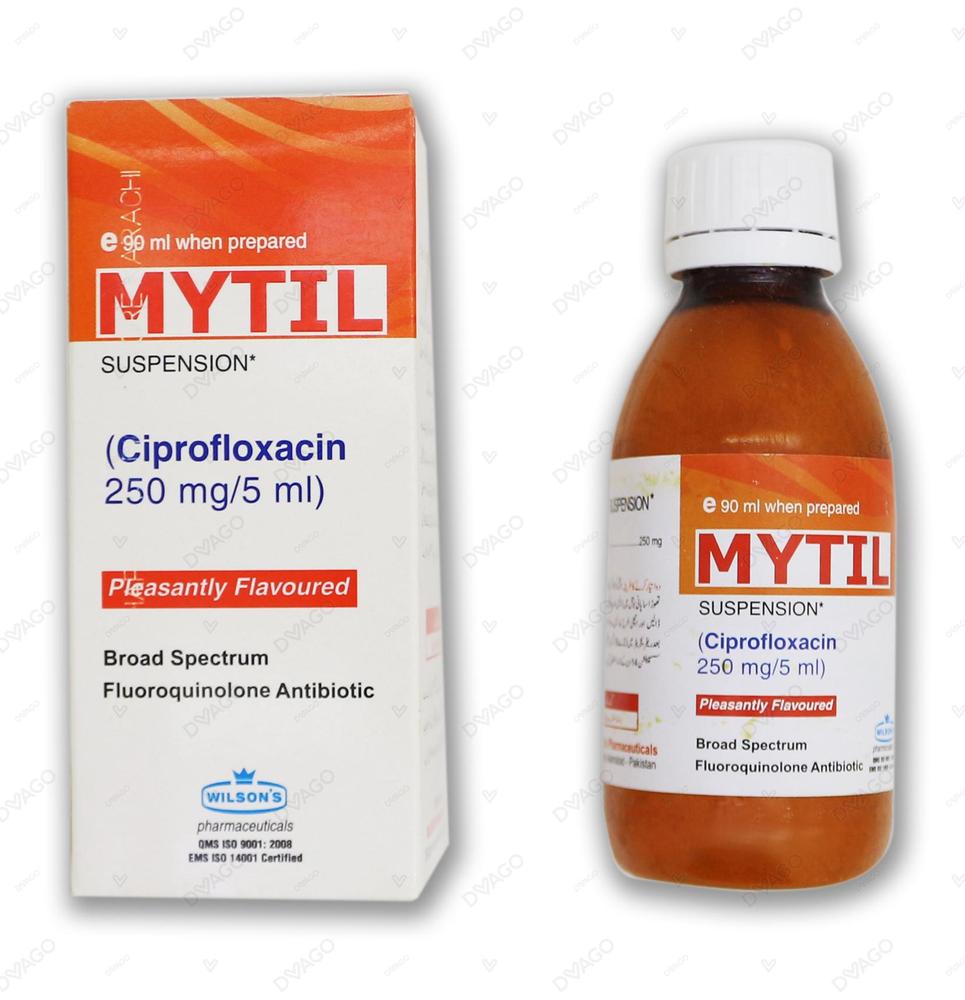 e 90 ml when prepared
MYTIL
SUSPENSION*
(Ciprofloxacin
250 mg/5 ml)
Pleasantly Flavoured
Broad Spectrum
Fluoroquinolone Antibiotic
WILSON'S
pharmaceuticals
QMS ISO 9001: 2008
EMS ISO 14001 Certified
SUSPENSION*
250 mg
Pharmaceuticals
- Pakistan
e 90 ml when prepared
MYTIL
SUSPENSION*
(Ciprofloxacin
250 mg/5 ml)
Pleasantly Flavoured
Broad Spectrum
Fluoroquinolone Antibiotic
WILSON'S
DVAGO